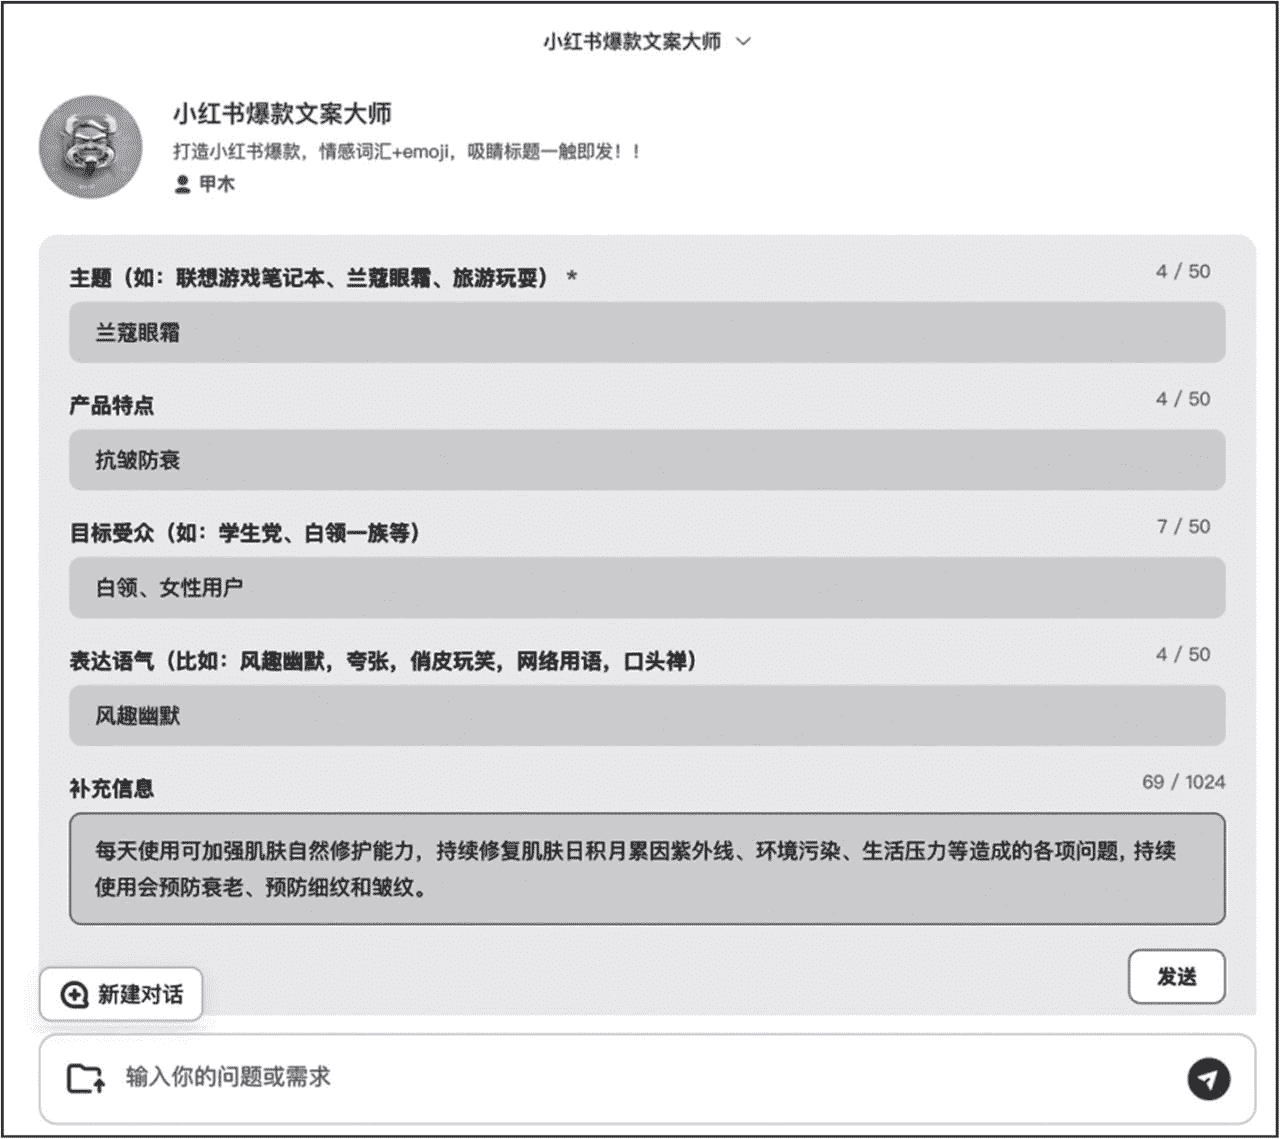 小红书爆款文案大师
小红书爆款文案大师
打造小红书爆款，情感词汇+emoji，吸睛标题一触即发！！
甲木
主题（如：联想游戏笔记本、兰蔻眼霜、旅游玩耍） *
4 / 50
兰蔻眼霜
产品特点
4 / 50
抗皱防衰
目标受众（如：学生党、白领一族等）
7 / 50
白领、女性用户
表达语气（比如：风趣幽默，夸张，俏皮玩笑，网络用语，口头禅）
4 / 50
风趣幽默
补充信息
69 / 1024
每天使用可加强肌肤自然修护能力，持续修复肌肤日积月累因紫外线、环境污染、生活压力等造成的各项问题, 持续
使用会预防衰老、预防细纹和皱纹。
发送
新建对话
输入你的问题或需求